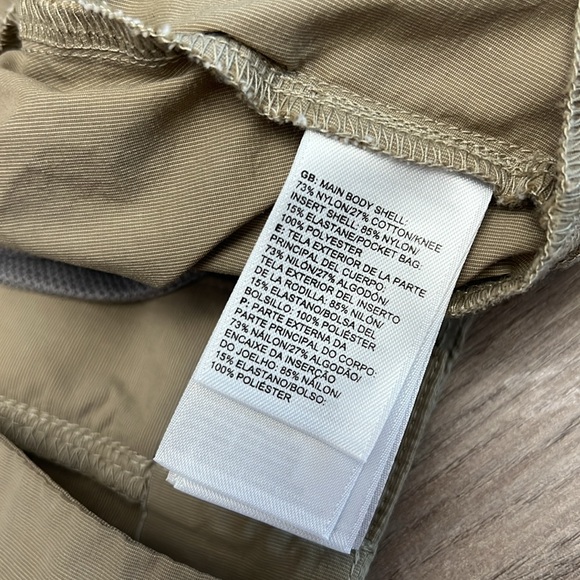 GB: MAIN BODY SHELL:
73% NYLON/27% COTTON/KNEE
INSERT SHELL: 85% NYLON/
15% ELASTANE/POCKET BAG:
100% POLYESTER
E: TELA EXTERIOR DE LA PARTE
PRINCIPAL DEL CUERPO:
73% NILÓN/27% ALGODÓN/
DE LA EXTERIOR DEL INSERTO
DE LA RODILLA: 85% NILÓN/
15% ELASTANO/BOLSA DEL
BOLSILLO: 100% POLIÉSTER
P: PARTE EXTERNA DA
PARTE PRINCIPAL DO CORPO:
73% NÁILON/27% ALGODÃO/
ENCAIXE DA INSERÇÃO
DO JOELHO: 85% NÁILON/
15% ELASTANO/BOLSO:
100% POLIÉSTER